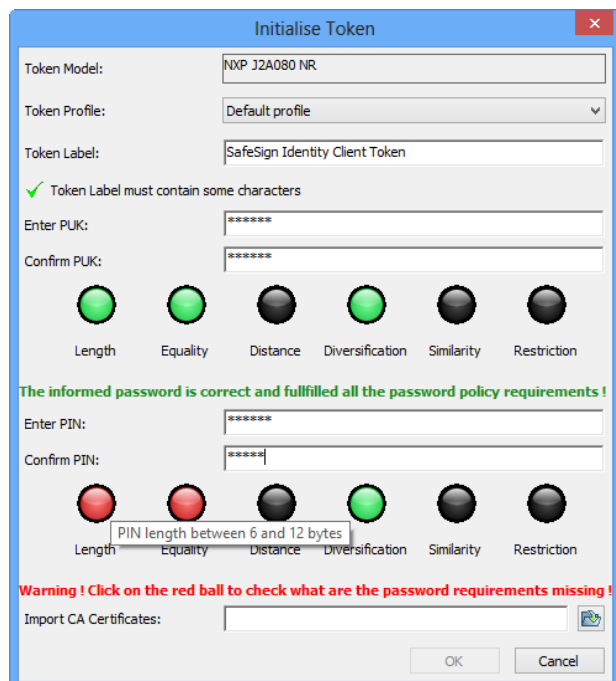 Initialise Token
Token Model: NXP J2A080 NR
Token Profile: Default profile
Token Label: SafeSign Identity Client Token
Token Label must contain some characters
Enter PUK: ******
Confirm PUK: ******
Length Equality Distance Diversification Similarity Restriction
The informed password is correct and fullfilled all the password policy requirements !
Enter PIN: ******
Confirm PIN: *****
PIN length between 6 and 12 bytes
Length Equality Distance Diversification Similarity Restriction
Warning ! Click on the red ball to check what are the password requirements missing !
Import CA Certificates:
OK Cancel